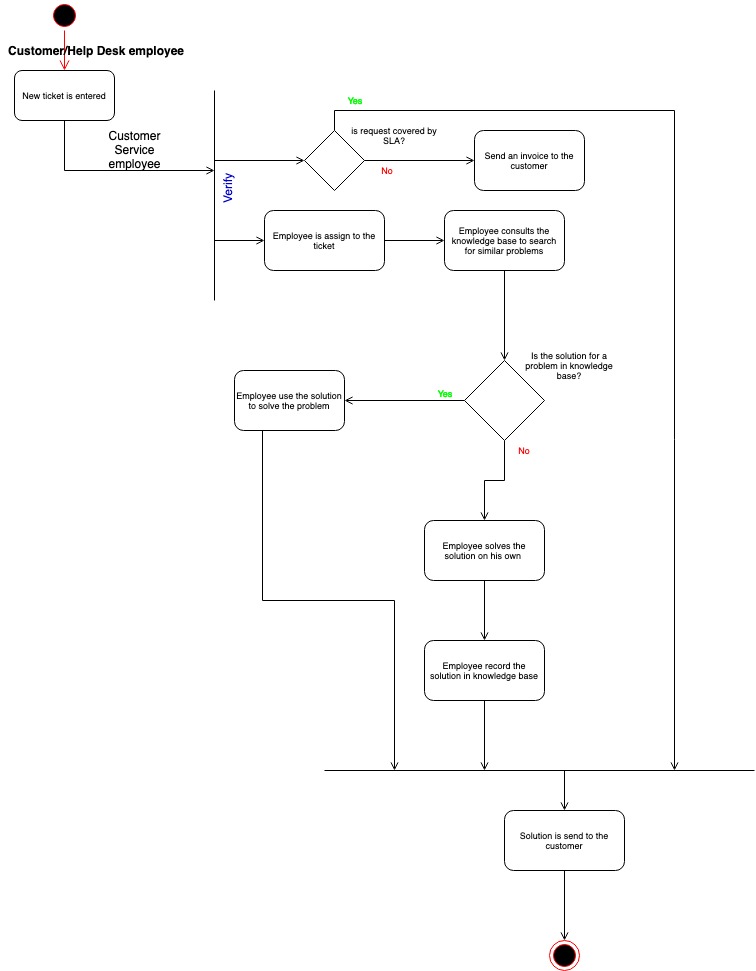 Customer/Help Desk employee
New ticket is entered
Customer
Service
employee
Verify
Yes
is request covered by
SLA?
No
Send an invoice to the
customer
Employee is assign to the
ticket
Employee consults the
knowledge base to search
for similar problems
Is the solution for a
problem in knowledge
base?
Yes
Employee use the solution
to solve the problem
No
Employee solves the
solution on his own
Employee record the
solution in knowledge base
Solution is send to the
customer